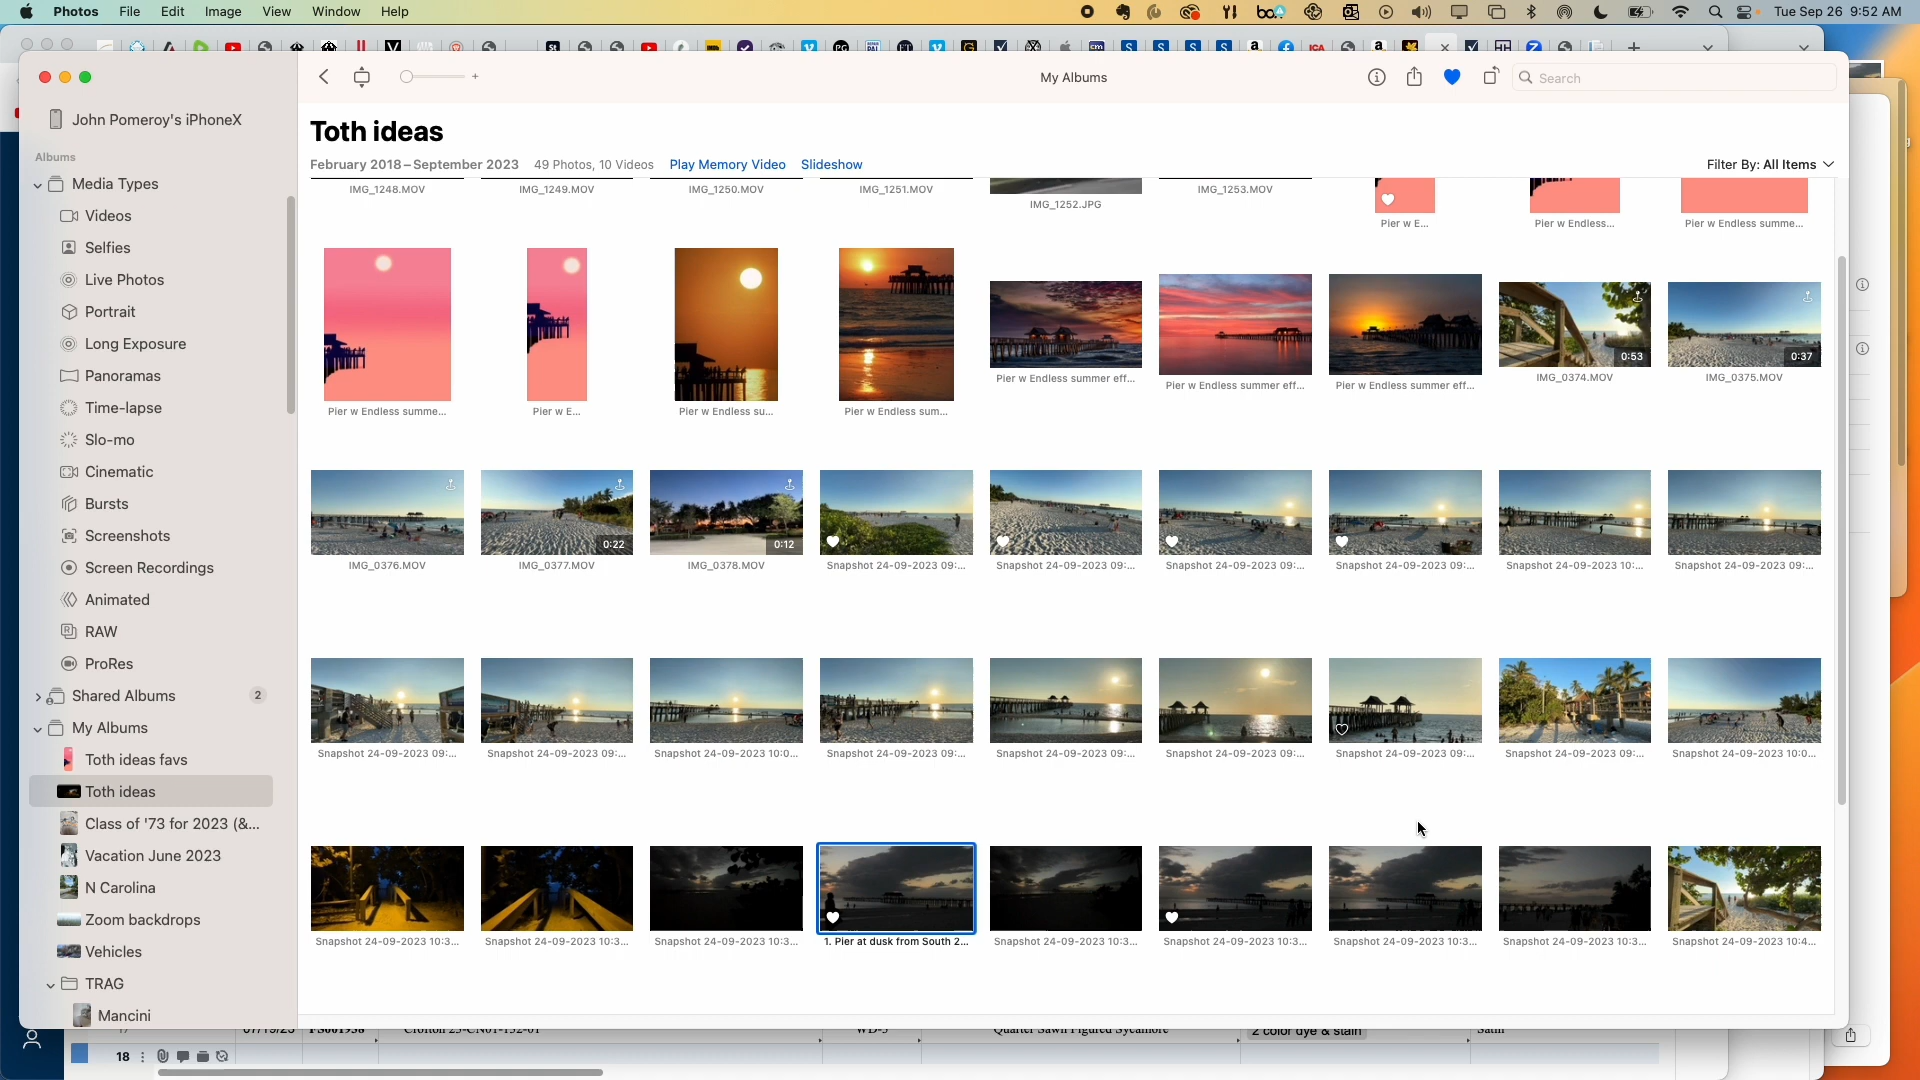 Photos File Edit Image View Window Help
Tue Sep 26 9:52 AM
My Albums
Search
John Pomeroy's iPhoneX
Albums
Media Types
Videos
Selfies
Live Photos
Portrait
Long Exposure
Panoramas
Time-lapse
Slo-mo
Cinematic
Bursts
Screenshots
Screen Recordings
Animated
RAW
ProRes
Shared Albums 2
My Albums
Toth ideas favs
Toth ideas
Class of '73 for 2023 (&...
Vacation June 2023
N Carolina
Zoom backdrops
Vehicles
TRAG
Mancini
Toth ideas
February 2018 – September 2023 49 Photos, 10 Videos Play Memory Video Slideshow
Filter By: All Items
IMG_1248.MOV IMG_1249.MOV IMG_1250.MOV IMG_1251.MOV IMG_1252.JPG IMG_1253.MOV Pier w E... Pier w Endless... Pier w Endless summe...
0:53 0:37
Pier w Endless summe... Pier w E... Pier w Endless su... Pier w Endless sum... Pier w Endless summer eff... Pier w Endless summer eff... Pier w Endless summer eff... IMG_0374.MOV IMG_0375.MOV
0:22 0:12
IMG_0376.MOV IMG_0377.MOV IMG_0378.MOV Snapshot 24-09-2023 09:... Snapshot 24-09-2023 09:... Snapshot 24-09-2023 09:... Snapshot 24-09-2023 09:... Snapshot 24-09-2023 10:... Snapshot 24-09-2023 09:...
Snapshot 24-09-2023 09:... Snapshot 24-09-2023 09:... Snapshot 24-09-2023 10:0... Snapshot 24-09-2023 09:... Snapshot 24-09-2023 09:... Snapshot 24-09-2023 09:... Snapshot 24-09-2023 09:... Snapshot 24-09-2023 09:... Snapshot 24-09-2023 10:0...
Snapshot 24-09-2023 10:3... Snapshot 24-09-2023 10:3... Snapshot 24-09-2023 10:3... 1. Pier at dusk from South 2... Snapshot 24-09-2023 10:3... Snapshot 24-09-2023 10:3... Snapshot 24-09-2023 10:3... Snapshot 24-09-2023 10:3... Snapshot 24-09-2023 10:4...
Quarter Sawn Figured Sycamore 2 color dye & stain Satin
18